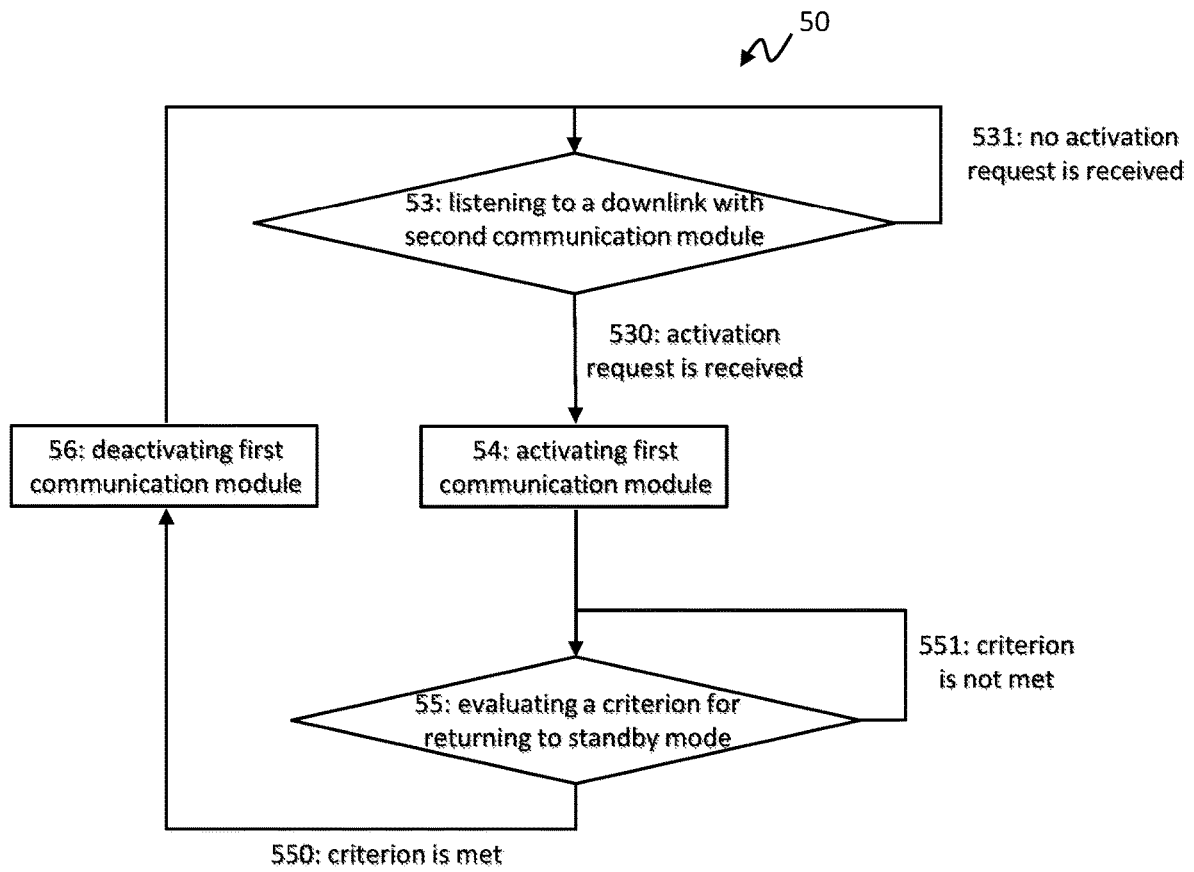 50
531: no activation
request is received
53: listening to a downlink with
second communication module
530: activation
request is received
56: deactivating first
communication module
54: activating first
communication module
551: criterion
is not met
55: evaluating a criterion for
returning to standby mode
550: criterion is met